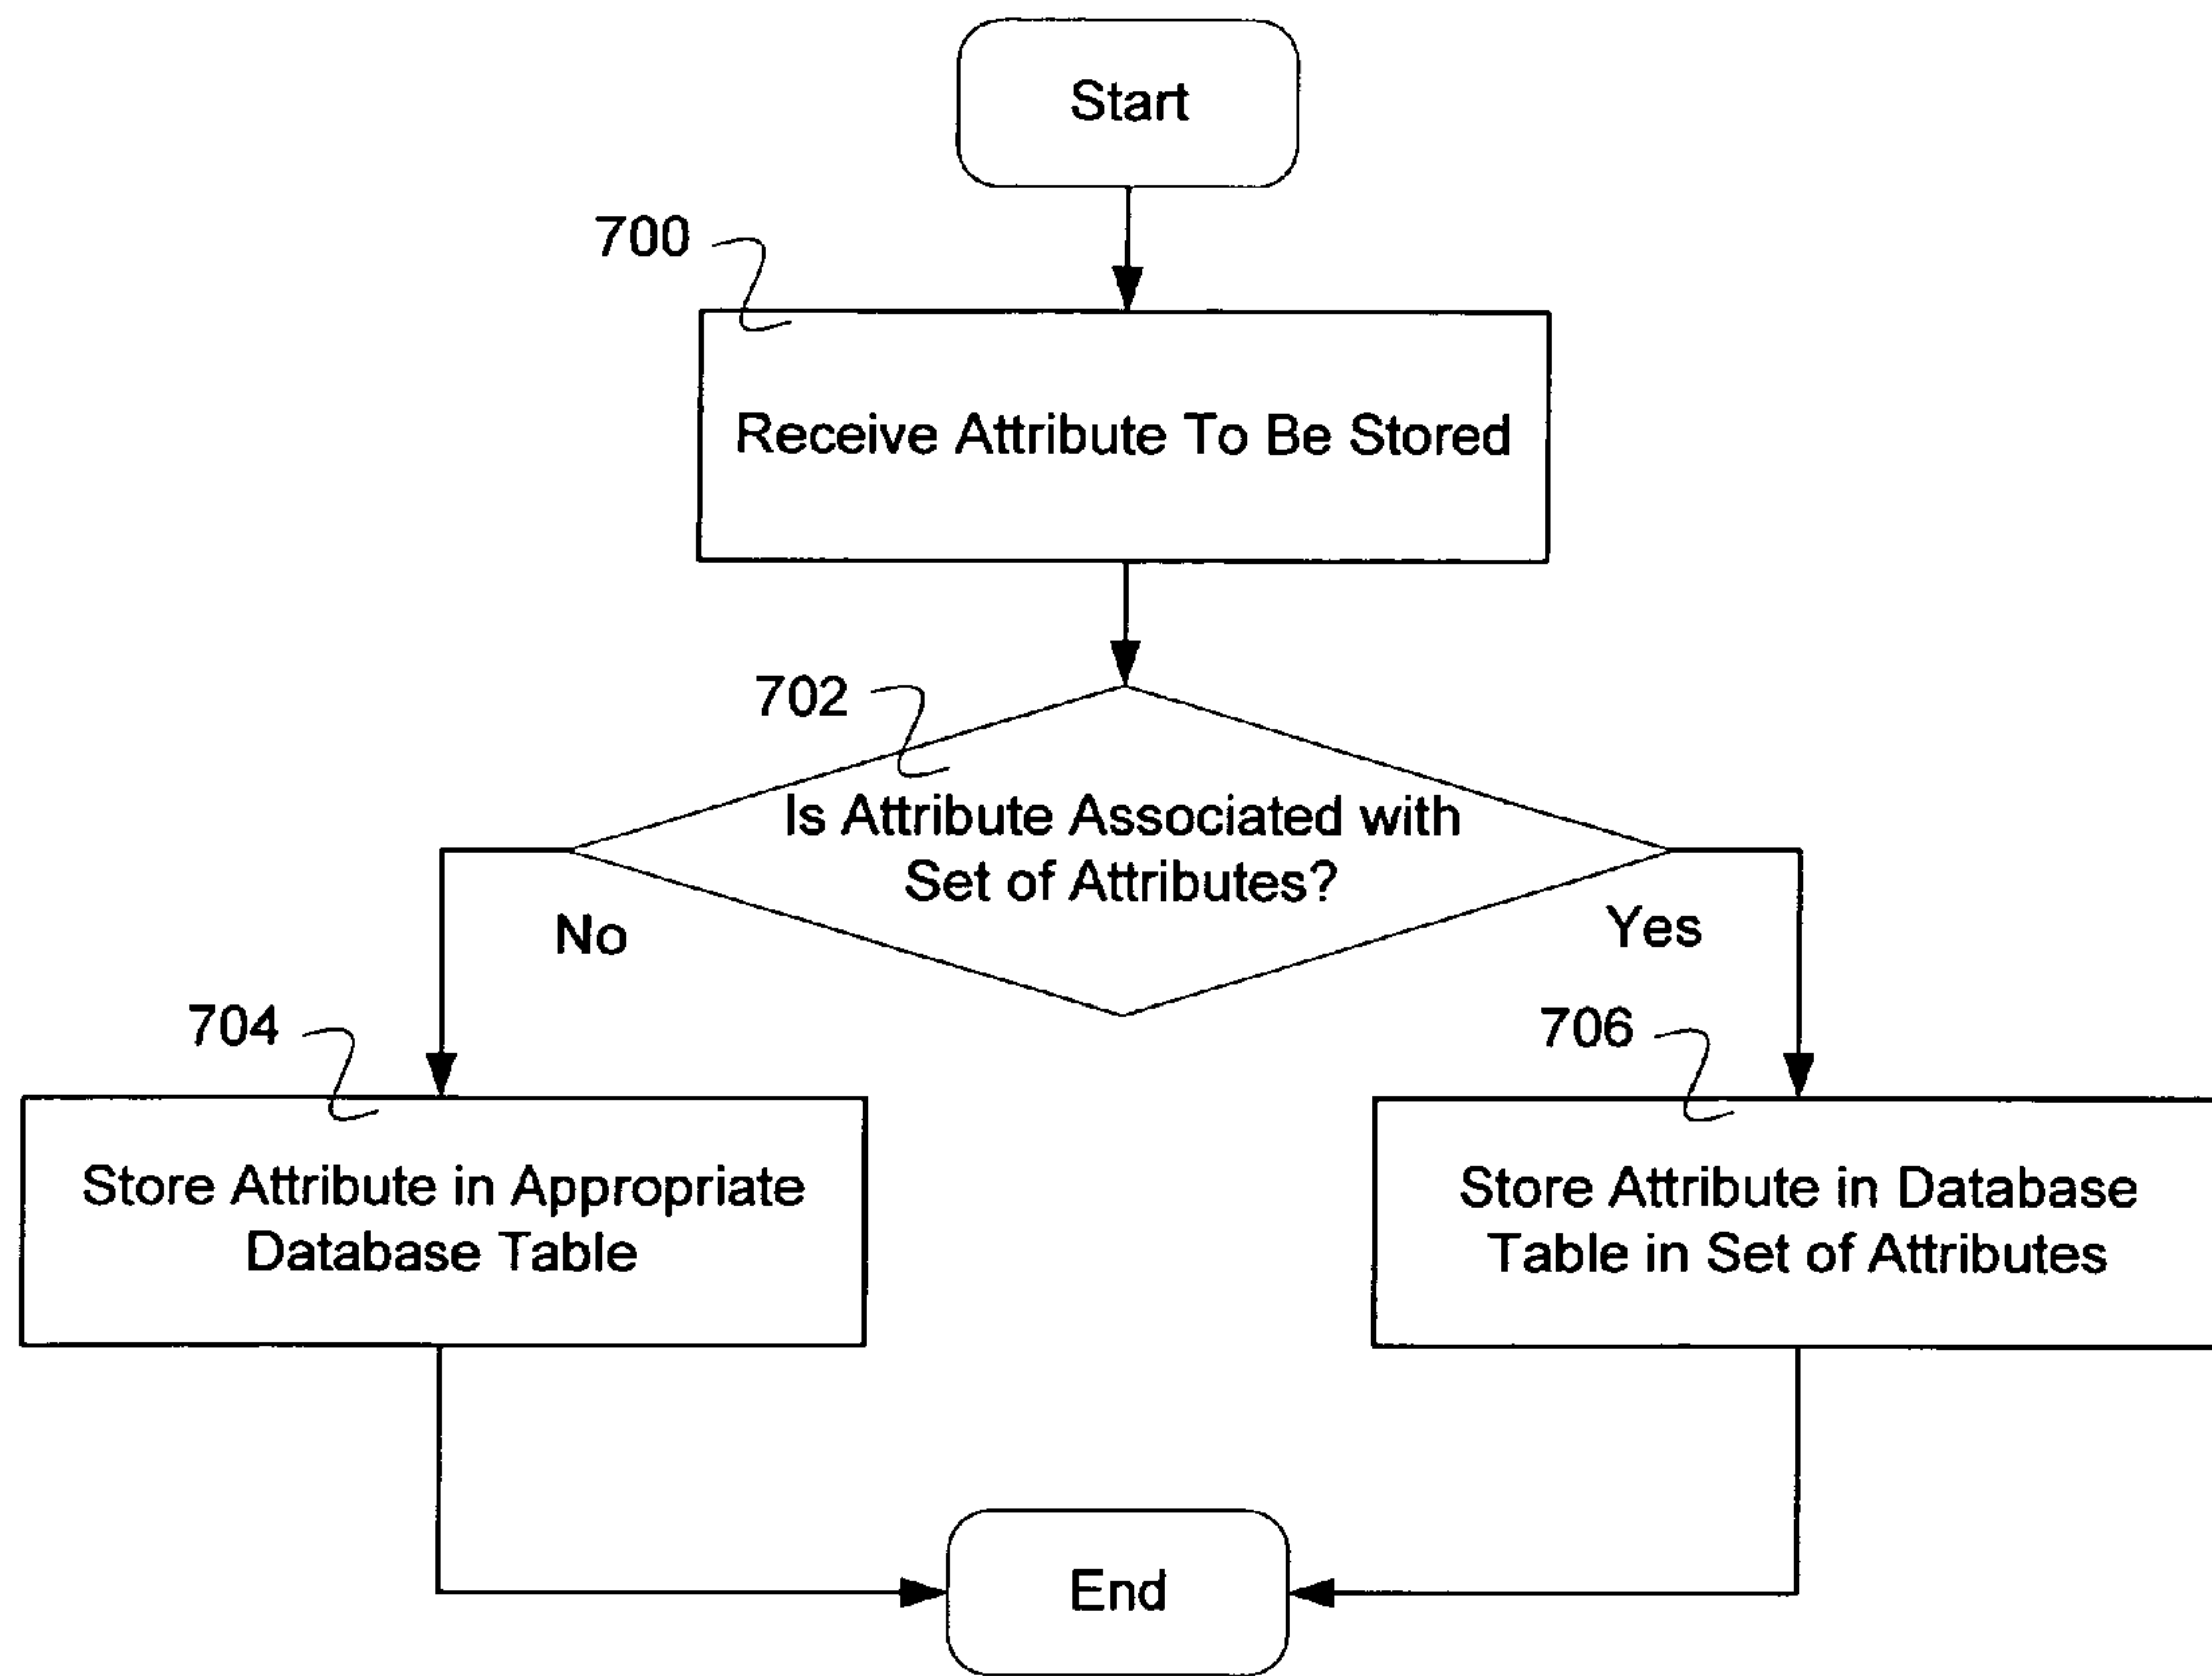 Start
700
Receive Attribute To Be Stored
702
Is Attribute Associated with
Set of Attributes?
No
Yes
704
Store Attribute in Appropriate
Database Table
706
Store Attribute in Database
Table in Set of Attributes
End